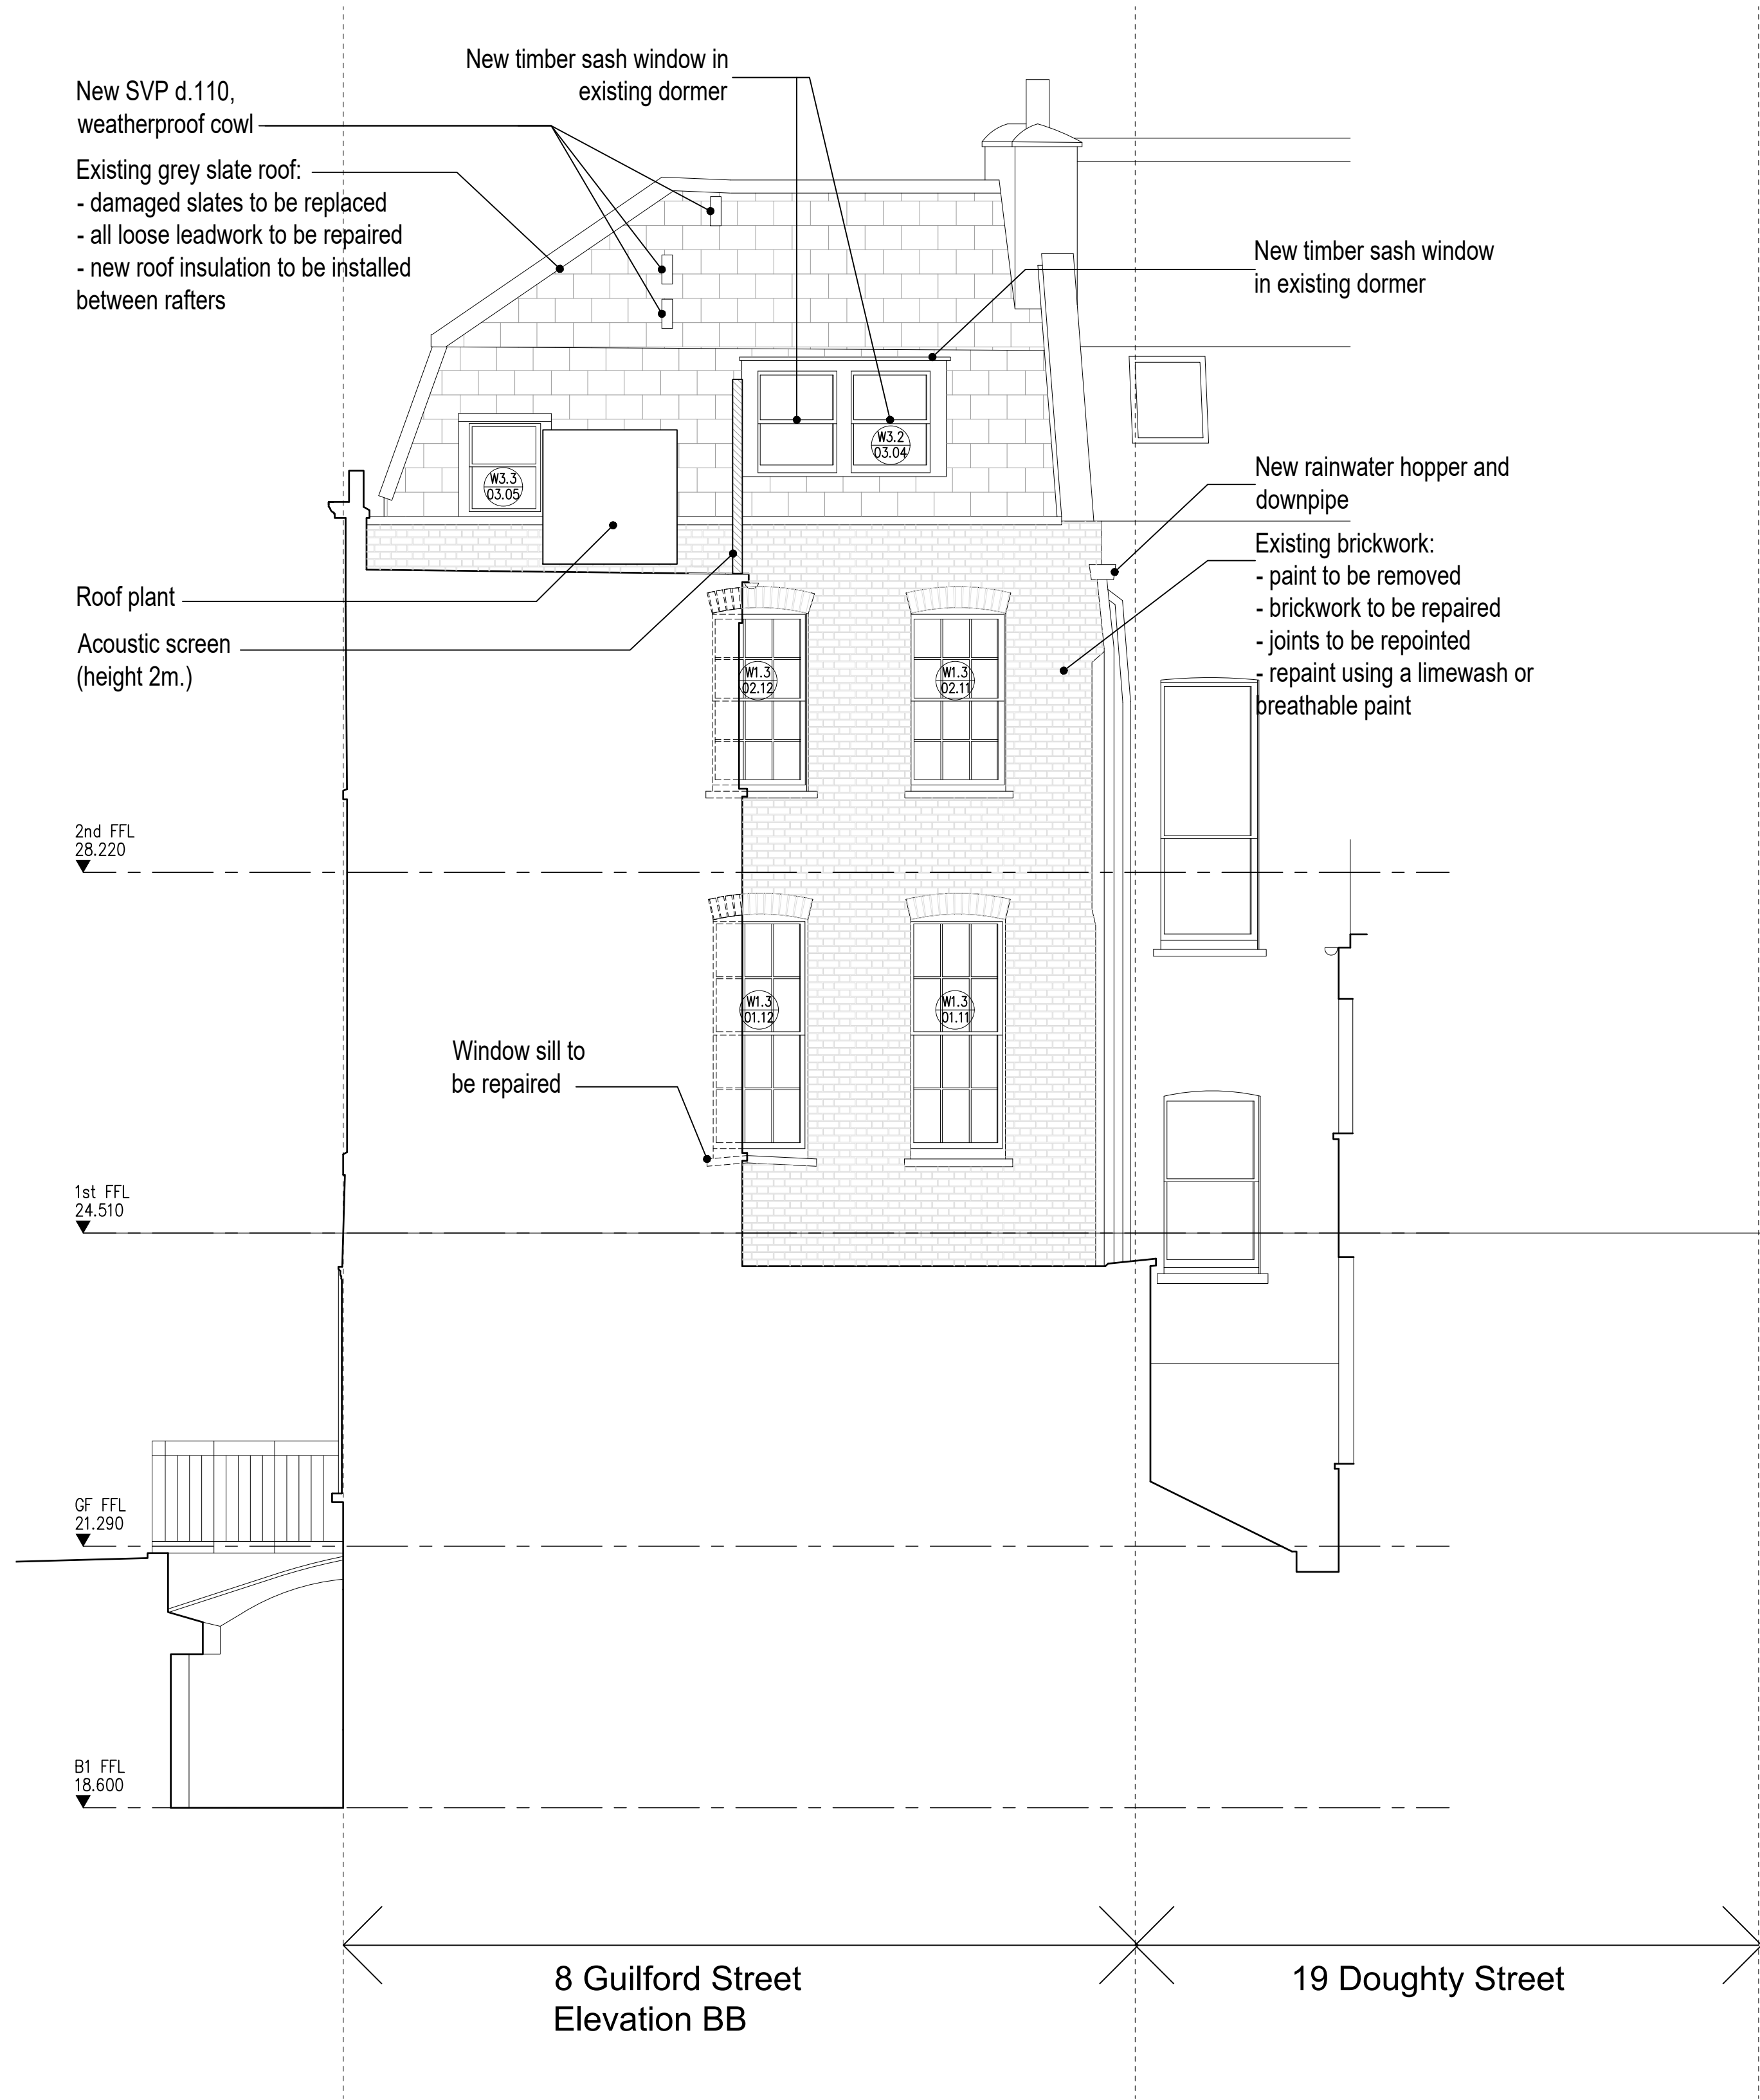 New timber sash window in
existing dormer
New SVP d.110,
weatherproof cowl
Existing grey slate roof:
- damaged slates to be replaced
- all loose leadwork to be repaired
- new roof insulation to be installed
between rafters
New timber sash window
in existing dormer
W3.2
03.04
W3.3
03.05
New rainwater hopper and
downpipe
Existing brickwork:
- paint to be removed
- brickwork to be repaired
- joints to be repointed
- repaint using a limewash or
breathable paint
Roof plant
Acoustic screen
(height 2m.)
W1.3
02.12
W1.3
02.11
2nd FFL
28.220
W1.3
01.12
W1.3
01.11
Window sill to
be repaired
1st FFL
24.510
GF FFL
21.290
B1 FFL
18.600
8 Guilford Street
Elevation BB
19 Doughty Street